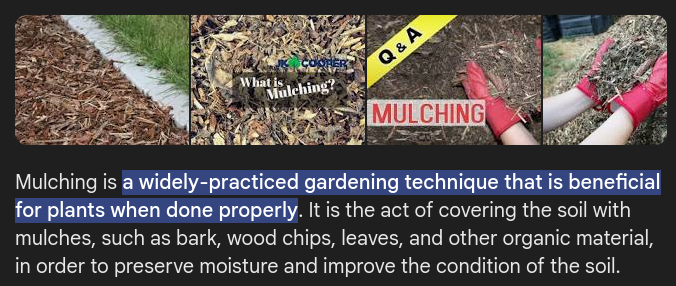 JK COOPER
What is
Mulching?
Q & A
MULCHING
Mulching is a widely-practiced gardening technique that is beneficial
for plants when done properly. It is the act of covering the soil with
mulches, such as bark, wood chips, leaves, and other organic material,
in order to preserve moisture and improve the condition of the soil.